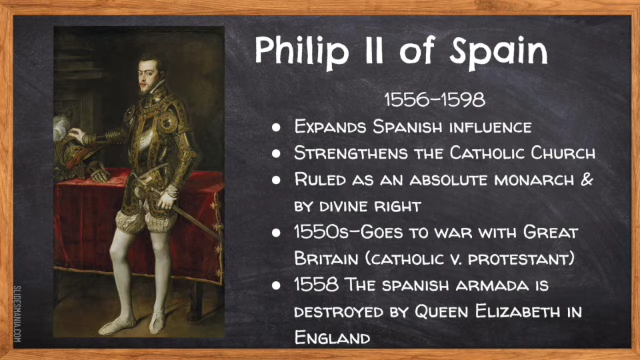 Philip II of Spain
1556-1598
Expands Spanish influence
Strengthens the Catholic Church
Ruled as an absolute monarch &
by divine right
1550s-Goes to war with Great
Britain (catholic v. protestant)
1558 The spanish armada is
destroyed by Queen Elizabeth in
England
SLIDESMANIA.COM